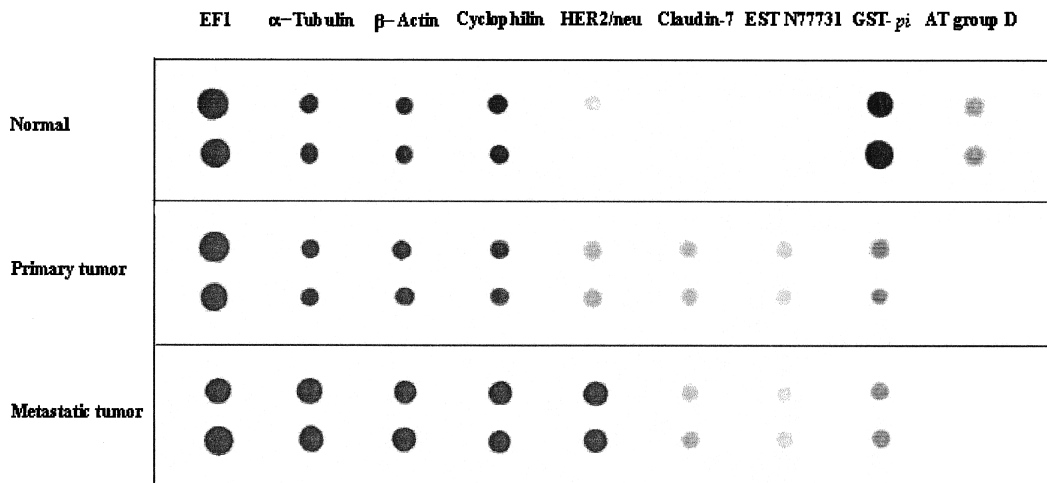 EF1 α-Tubulin β-Actin Cyclophilin HER2/neu Claudin-7 EST N77731 GST-pi AT group D
Normal
Primary tumor
Metastatic tumor